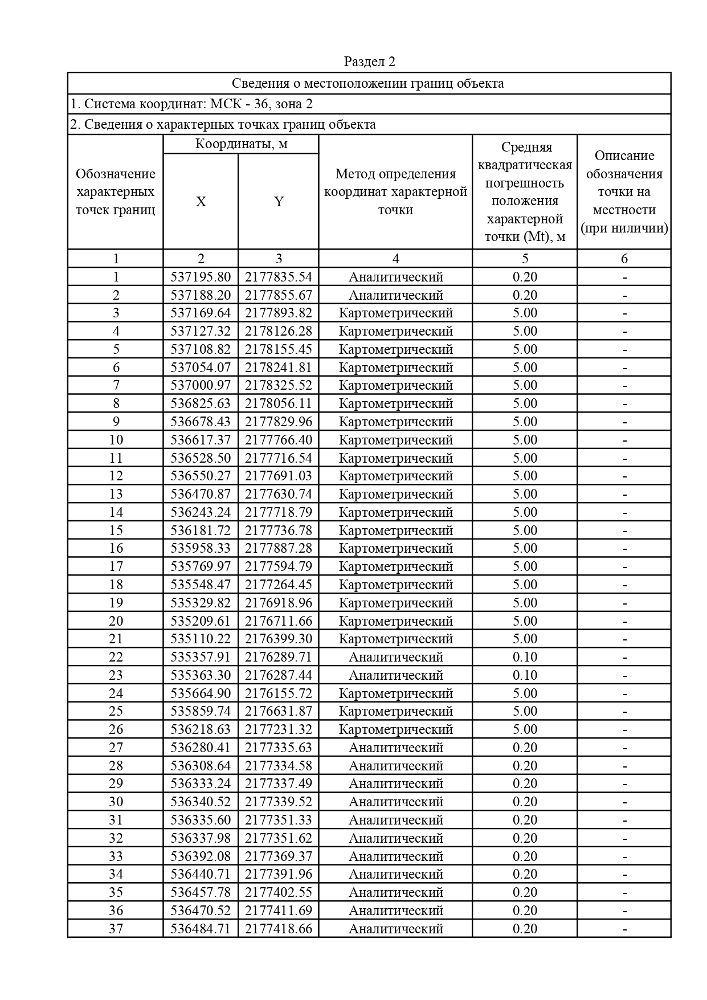 Раздел 2
Сведения о местоположении границ объекта
1. Система координат: МСК - 36, зона 2
2. Сведения о характерных точках границ объекта
Обозначение характерных точек границ
Координаты, м
X
Y
Метод определения координат характерной точки
Средняя квадратическая погрешность положения характерной точки (Mt), м
Описание обозначения точки на местности (при ниличии)
1 2 3 4 5 6
1 537195.80 2177835.54 Аналитический 0.20 -
2 537188.20 2177855.67 Аналитический 0.20 -
3 537169.64 2177893.82 Картометрический 5.00 -
4 537127.32 2178126.28 Картометрический 5.00 -
5 537108.82 2178155.45 Картометрический 5.00 -
6 537054.07 2178241.81 Картометрический 5.00 -
7 537000.97 2178325.52 Картометрический 5.00 -
8 536825.63 2178056.11 Картометрический 5.00 -
9 536678.43 2177829.96 Картометрический 5.00 -
10 536617.37 2177766.40 Картометрический 5.00 -
11 536528.50 2177716.54 Картометрический 5.00 -
12 536550.27 2177691.03 Картометрический 5.00 -
13 536470.87 2177630.74 Картометрический 5.00 -
14 536243.24 2177718.79 Картометрический 5.00 -
15 536181.72 2177736.78 Картометрический 5.00 -
16 535958.33 2177887.28 Картометрический 5.00 -
17 535769.97 2177594.79 Картометрический 5.00 -
18 535548.47 2177264.45 Картометрический 5.00 -
19 535329.82 2176918.96 Картометрический 5.00 -
20 535209.61 2176711.66 Картометрический 5.00 -
21 535110.22 2176399.30 Картометрический 5.00 -
22 535357.91 2176289.71 Аналитический 0.10 -
23 535363.30 2176287.44 Аналитический 0.10 -
24 535664.90 2176155.72 Картометрический 5.00 -
25 535859.74 2176631.87 Картометрический 5.00 -
26 536218.63 2177231.32 Картометрический 5.00 -
27 536280.41 2177335.63 Аналитический 0.20 -
28 536308.64 2177334.58 Аналитический 0.20 -
29 536333.24 2177337.49 Аналитический 0.20 -
30 536340.52 2177339.52 Аналитический 0.20 -
31 536335.60 2177351.33 Аналитический 0.20 -
32 536337.98 2177351.62 Аналитический 0.20 -
33 536392.08 2177369.37 Аналитический 0.20 -
34 536440.71 2177391.96 Аналитический 0.20 -
35 536457.78 2177402.55 Аналитический 0.20 -
36 536470.52 2177411.69 Аналитический 0.20 -
37 536484.71 2177418.66 Аналитический 0.20 -